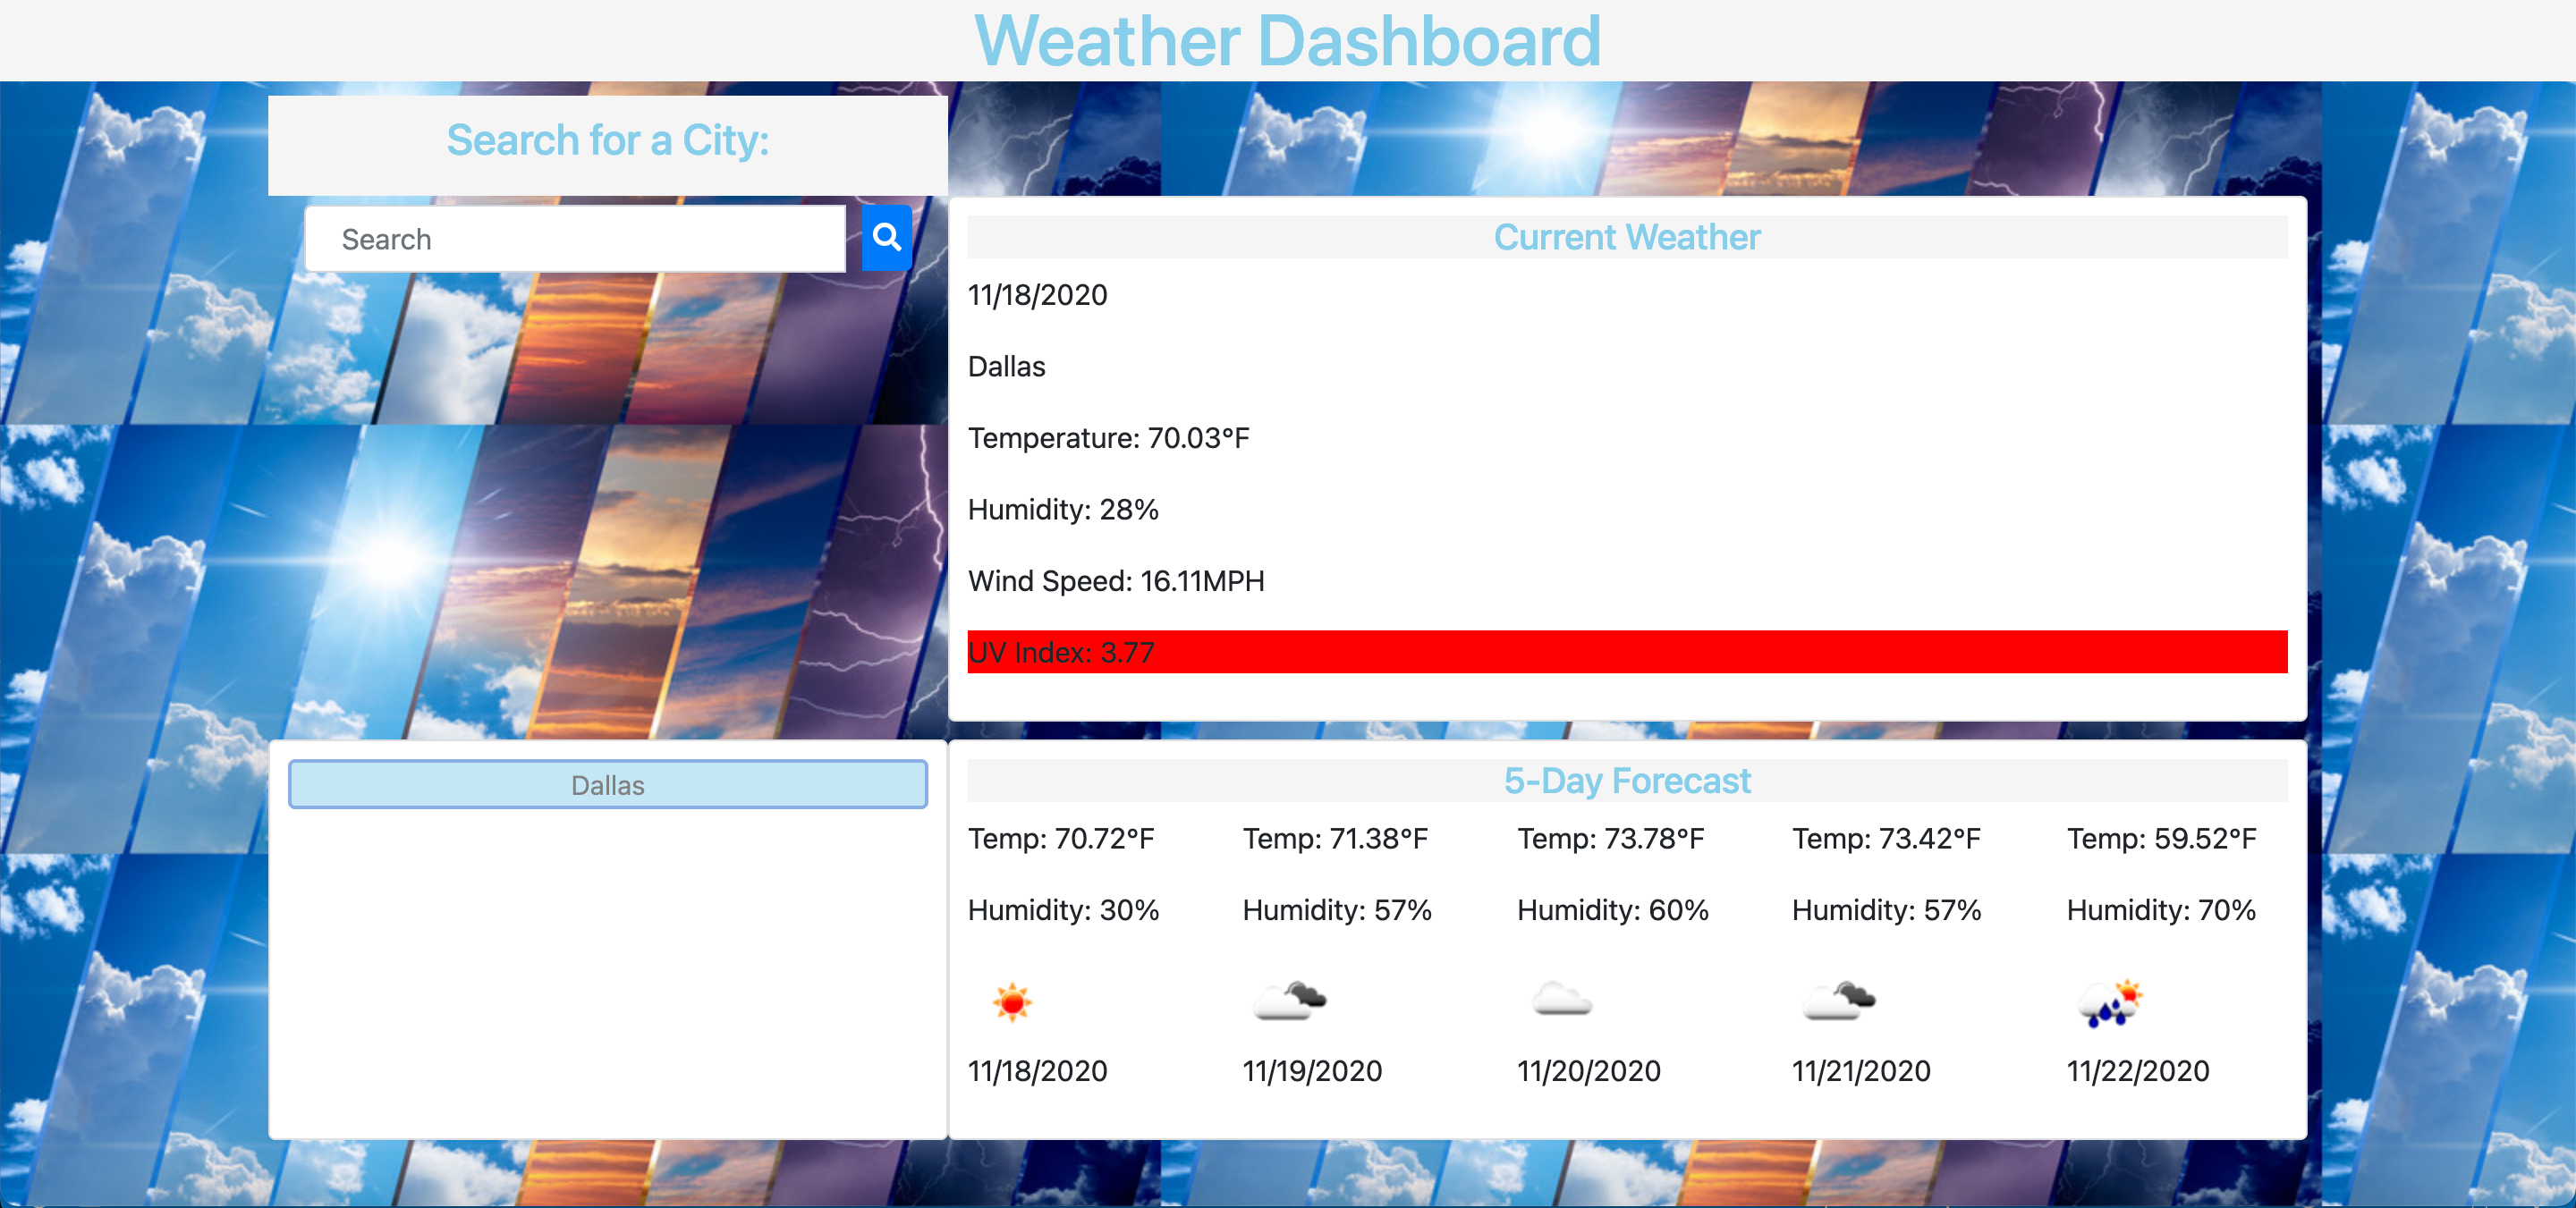 Weather Dashboard
Search for a City:
Search
Current Weather
11/18/2020
Dallas
Temperature: 70.03°F
Humidity: 28%
Wind Speed: 16.11MPH
UV Index: 3.77
Dallas
5-Day Forecast
Temp: 70.72°F Temp: 71.38°F Temp: 73.78°F Temp: 73.42°F Temp: 59.52°F
Humidity: 30% Humidity: 57% Humidity: 60% Humidity: 57% Humidity: 70%
11/18/2020 11/19/2020 11/20/2020 11/21/2020 11/22/2020